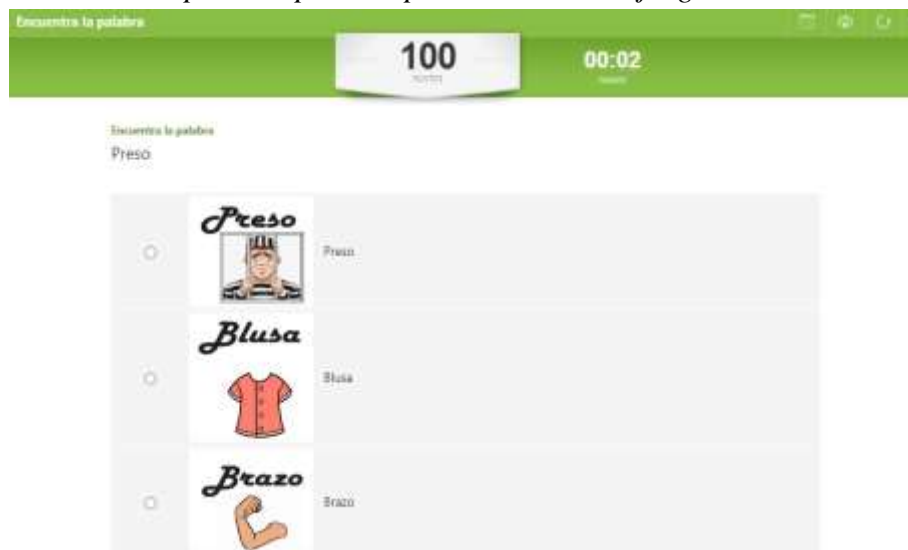 Encuentra la palabra
100
00:02
Encuentra la palabra
Preso
Preso
Preso
Blusa
Blusa
Brazo
Brazo